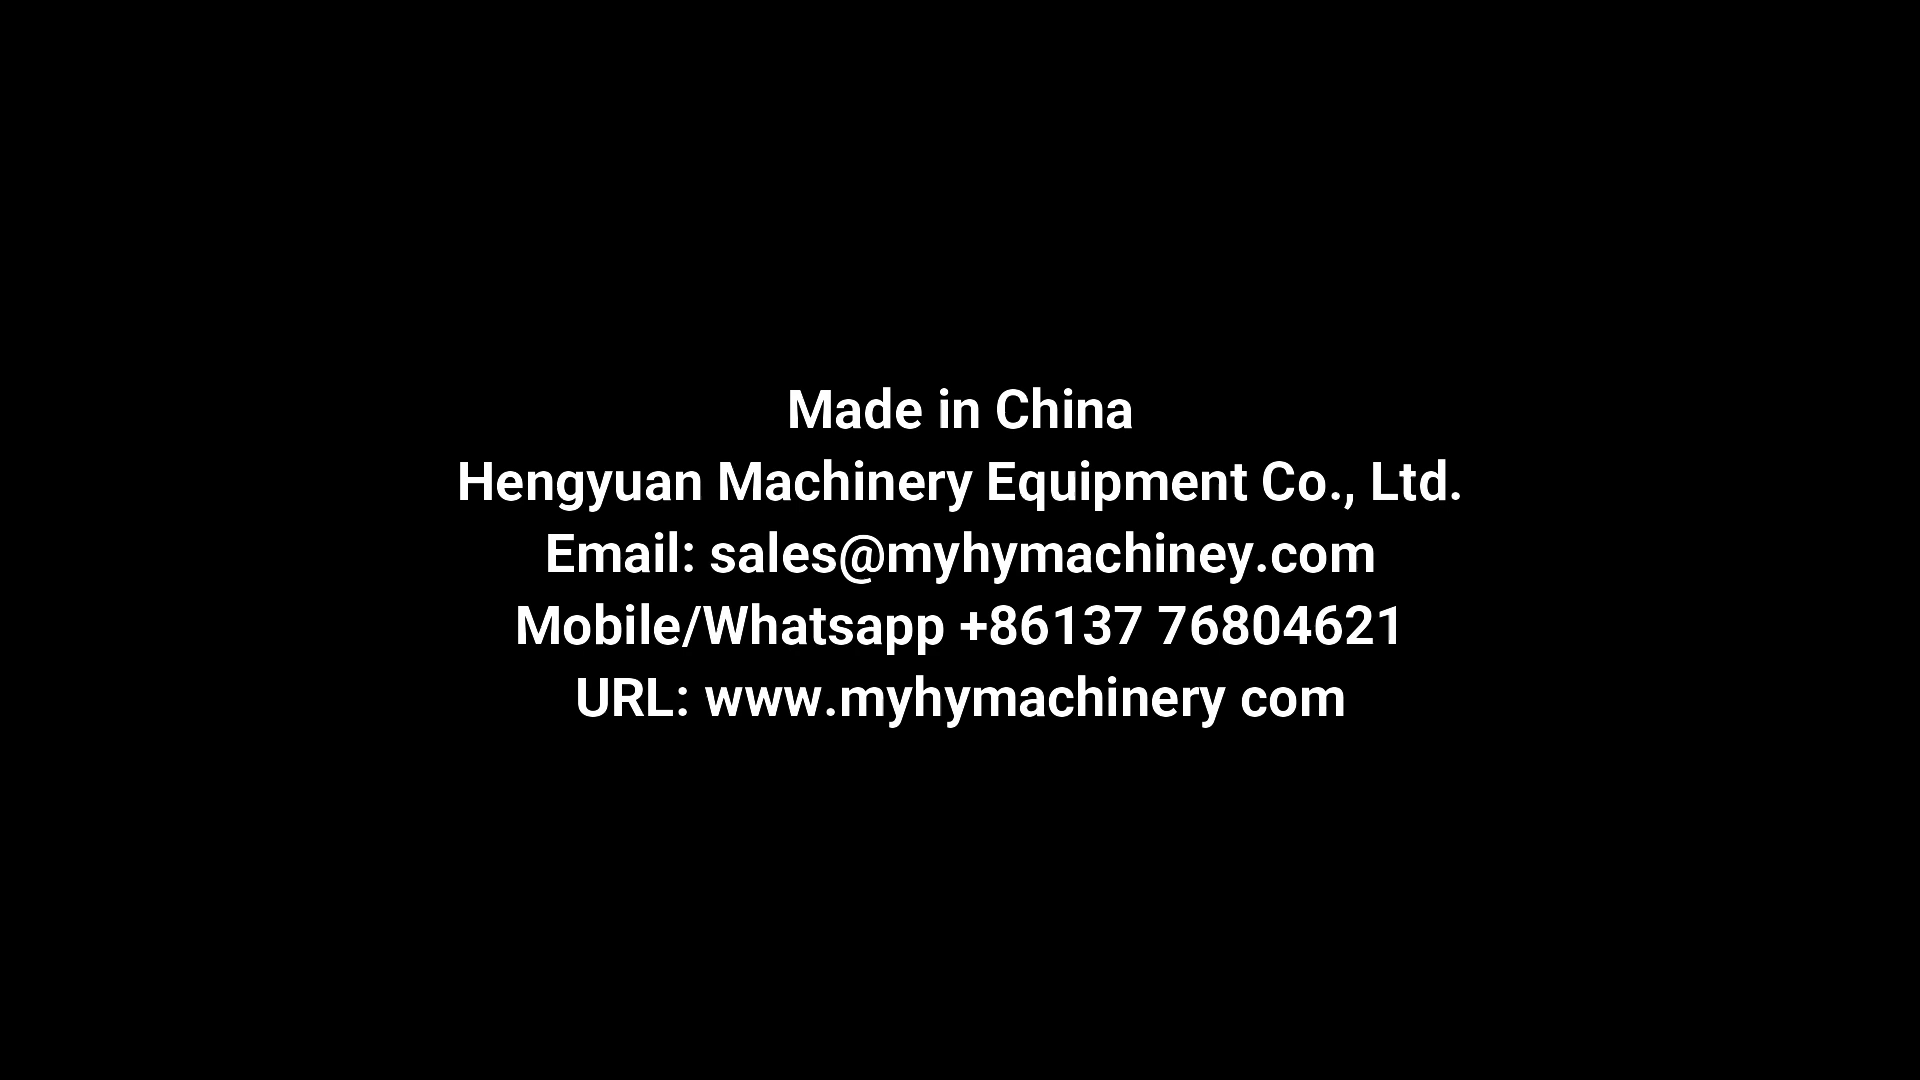 Made in China
Hengyuan Machinery Equipment Co., Ltd.
Email: sales@myhymachiney.com
Mobile/Whatsapp +86137 76804621
URL: www.myhymachinery com